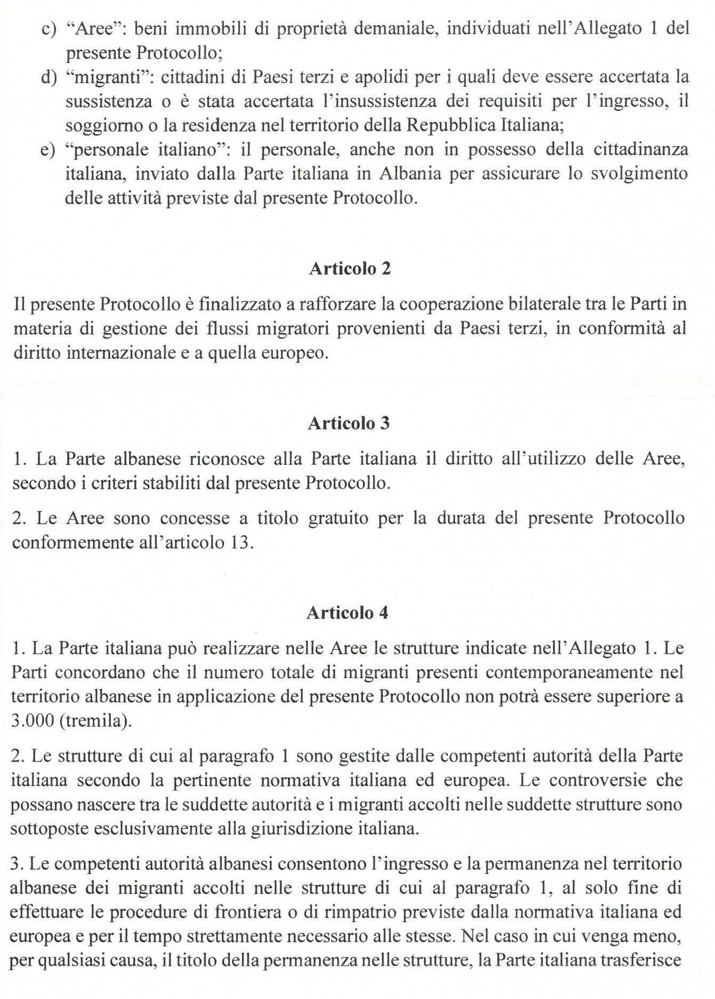 c) “Aree”: beni immobili di proprietà demaniale, individuati nell’Allegato 1 del
presente Protocollo;
d) “migranti”: cittadini di Paesi terzi e apolidi per i quali deve essere accertata la
sussistenza o è stata accertata l’insussistenza dei requisiti per l’ingresso, il
soggiorno o la residenza nel territorio della Repubblica Italiana;
e) “personale italiano”: il personale, anche non in possesso della cittadinanza
italiana, inviato dalla Parte italiana in Albania per assicurare lo svolgimento
delle attività previste dal presente Protocollo.
Articolo 2
Il presente Protocollo è finalizzato a rafforzare la cooperazione bilaterale tra le Parti in
materia di gestione dei flussi migratori provenienti da Paesi terzi, in conformità al
diritto internazionale e a quella europeo.
Articolo 3
1. La Parte albanese riconosce alla Parte italiana il diritto all’utilizzo delle Aree,
secondo i criteri stabiliti dal presente Protocollo.
2. Le Aree sono concesse a titolo gratuito per la durata del presente Protocollo
conformemente all’articolo 13.
Articolo 4
1. La Parte italiana può realizzare nelle Aree le strutture indicate nell’Allegato 1. Le
Parti concordano che il numero totale di migranti presenti contemporaneamente nel
territorio albanese in applicazione del presente Protocollo non potrà essere superiore a
3.000 (tremila).
2. Le strutture di cui al paragrafo 1 sono gestite dalle competenti autorità della Parte
italiana secondo la pertinente normativa italiana ed europea. Le controversie che
possano nascere tra le suddette autorità e i migranti accolti nelle suddette strutture sono
sottoposte esclusivamente alla giurisdizione italiana.
3. Le competenti autorità albanesi consentono l’ingresso e la permanenza nel territorio
albanese dei migranti accolti nelle strutture di cui al paragrafo 1, al solo fine di
effettuare le procedure di frontiera o di rimpatrio previste dalla normativa italiana ed
europea e per il tempo strettamente necessario alle stesse. Nel caso in cui venga meno,
per qualsiasi causa, il titolo della permanenza nelle strutture, la Parte italiana trasferisce